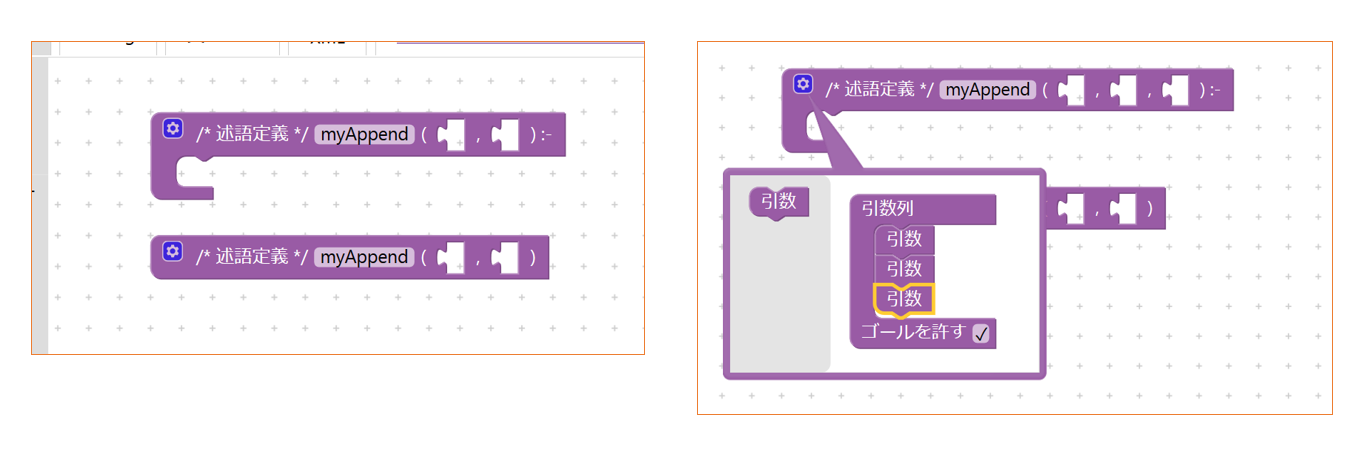 /* 述語定義 */ myAppend ( , ) :-
/* 述語定義 */ myAppend ( , )
/* 述語定義 */ myAppend ( , , ) :-
引数
引数列
引数
引数
引数
ゴールを許す ✓
, )